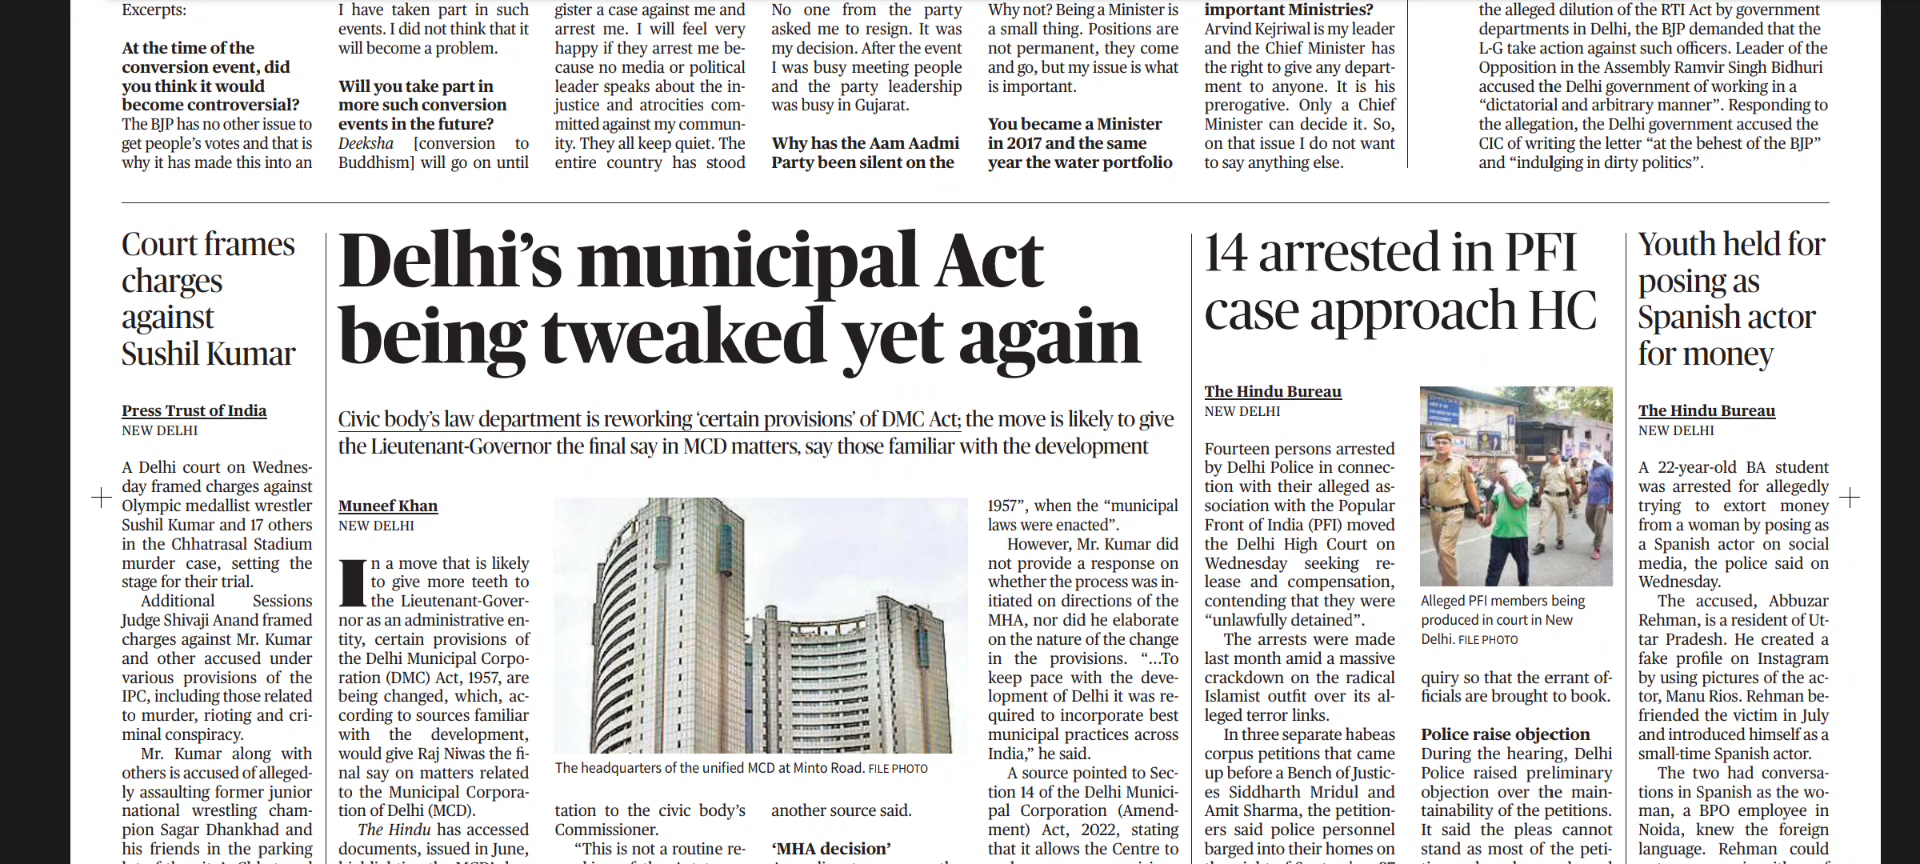 Excerpts:
At the time of the
conversion event, did
you think it would
become controversial?
The BJP has no other issue to
get people's votes and that is
why it has made this into an
I have taken part in such
events. I did not think that it
will become a problem.
Will you take part in
more such conversion
events in the future?
Deeksha [conversion to
Buddhism] will go on until
gister a case against me and
arrest me. I will feel very
happy if they arrest me be-
cause no media or political
leader speaks about the in-
justice and atrocities com-
mitted against my commun-
ity. They all keep quiet. The
entire country has stood
No one from the party
asked me to resign. It was
my decision. After the event
I was busy meeting people
and the party leadership
was busy in Gujarat.
Why has the Aam Aadmi
Party been silent on the
Why not? Being a Minister is
a small thing. Positions are
not permanent, they come
and go, but my issue is what
is important.
You became a Minister
in 2017 and the same
year the water portfolio
important Ministries?
Arvind Kejriwal is my leader
and the Chief Minister has
the right to give any depart-
ment to anyone. It is his
prerogative. Only a Chief
Minister can decide it. So,
on that issue I do not want
to say anything else.
the alleged dilution of the RTI Act by government
departments in Delhi, the BJP demanded that the
L-G take action against such officers. Leader of the
Opposition in the Assembly Ramvir Singh Bidhuri
accused the Delhi government of working in a
“dictatorial and arbitrary manner”. Responding to
the allegation, the Delhi government accused the
CIC of writing the letter “at the behest of the BJP”
and “indulging in dirty politics”.
Court frames
charges
against
Sushil Kumar
Press Trust of India
NEW DELHI
A Delhi court on Wednes-
day framed charges against
Olympic medallist wrestler
Sushil Kumar and 17 others
in the Chhatrasal Stadium
murder case, setting the
stage for their trial.
Additional Sessions
Judge Shivaji Anand framed
charges against Mr. Kumar
and other accused under
various provisions of the
IPC, including those related
to murder, rioting and cri-
minal conspiracy.
Mr. Kumar along with
others is accused of alleged-
ly assaulting former junior
national wrestling cham-
pion Sagar Dhankhad and
his friends in the parking
Delhi’s municipal Act
being tweaked yet again
Civic body’s law department is reworking ‘certain provisions’ of DMC Act; the move is likely to give
the Lieutenant-Governor the final say in MCD matters, say those familiar with the development
Muneef Khan
NEW DELHI
In a move that is likely
to give more teeth to
the Lieutenant-Gover-
nor as an administrative en-
tity, certain provisions of
the Delhi Municipal Corpo-
ration (DMC) Act, 1957, are
being changed, which, ac-
cording to sources familiar
with the development,
would give Raj Niwas the fi-
nal say on matters related
to the Municipal Corpora-
tion of Delhi (MCD).
The Hindu has accessed
documents, issued in June,
The headquarters of the unified MCD at Minto Road. FILE PHOTO
tation to the civic body’s
Commissioner.
“This is not a routine re-
another source said.
‘MHA decision’
1957”, when the “municipal
laws were enacted”.
However, Mr. Kumar did
not provide a response on
whether the process was in-
itiated on directions of the
MHA, nor did he elaborate
on the nature of the change
in the provisions. “...To
keep pace with the deve-
lopment of Delhi it was re-
quired to incorporate best
municipal practices across
India,” he said.
A source pointed to Sec-
tion 14 of the Delhi Munici-
pal Corporation (Amend-
ment) Act, 2022, stating
that it allows the Centre to
14 arrested in PFI
case approach HC
The Hindu Bureau
NEW DELHI
Fourteen persons arrested
by Delhi Police in connec-
tion with their alleged as-
sociation with the Popular
Front of India (PFI) moved
the Delhi High Court on
Wednesday seeking re-
lease and compensation,
contending that they were
“unlawfully detained”.
The arrests were made
last month amid a massive
crackdown on the radical
Islamist outfit over its al-
leged terror links.
In three separate habeas
corpus petitions that came
up before a Bench of Justic-
es Siddharth Mridul and
Amit Sharma, the petition-
ers said police personnel
barged into their homes on
Alleged PFI members being
produced in court in New
Delhi. FILE PHOTO
quiry so that the errant of-
ficials are brought to book.
Police raise objection
During the hearing, Delhi
Police raised preliminary
objection over the main-
tainability of the petitions.
It said the pleas cannot
stand as most of the peti-
Youth held for
posing as
Spanish actor
for money
The Hindu Bureau
NEW DELHI
A 22-year-old BA student
was arrested for allegedly
trying to extort money
from a woman by posing as
a Spanish actor on social
media, the police said on
Wednesday.
The accused, Abbuzar
Rehman, is a resident of Ut-
tar Pradesh. He created a
fake profile on Instagram
by using pictures of the ac-
tor, Manu Rios. Rehman be-
friended the victim in July
and introduced himself as a
small-time Spanish actor.
The two had conversa-
tions in Spanish as the wo-
man, a BPO employee in
Noida, knew the foreign
language. Rehman could